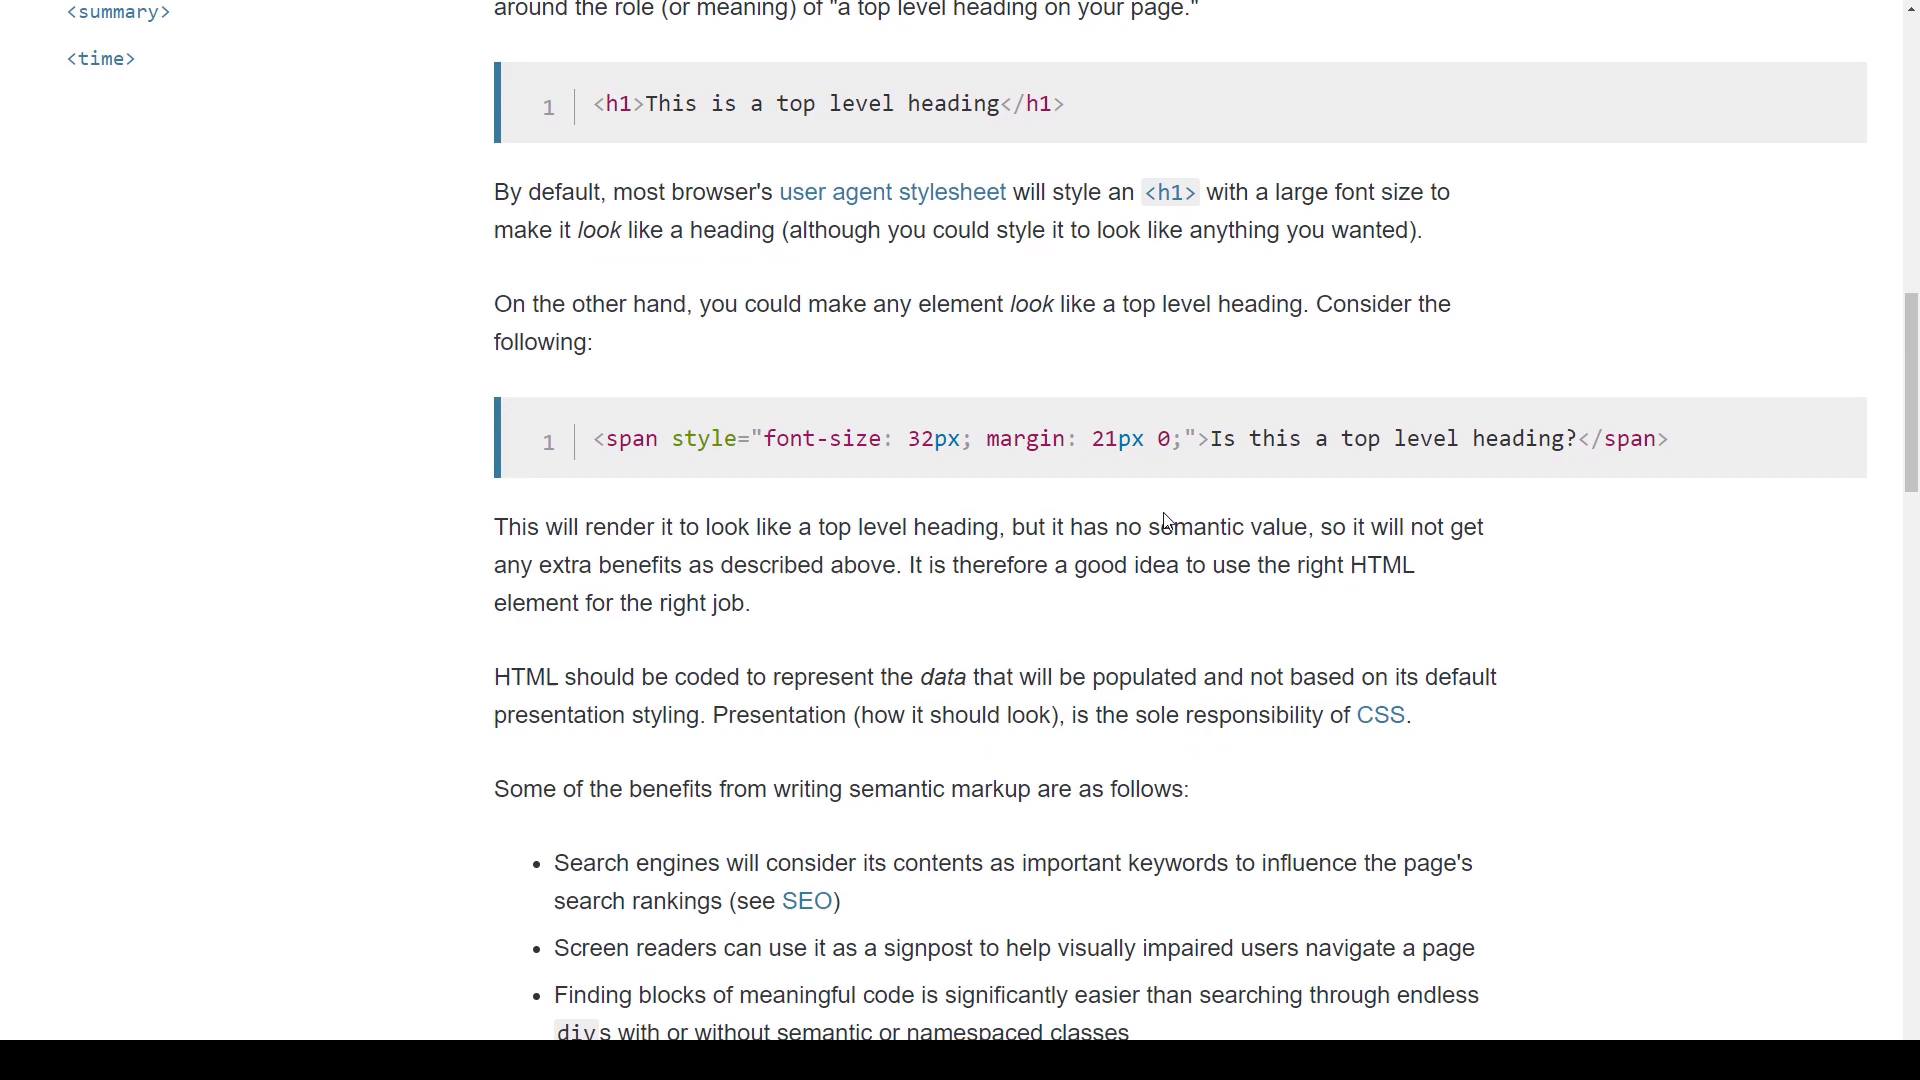 <summary>
<time>
around the role (or meaning) of "a top level heading on your page."
1 <h1>This is a top level heading</h1>
By default, most browser's user agent stylesheet will style an <h1> with a large font size to
make it look like a heading (although you could style it to look like anything you wanted).
On the other hand, you could make any element look like a top level heading. Consider the
following:
1 <span style="font-size: 32px; margin: 21px 0;">Is this a top level heading?</span>
This will render it to look like a top level heading, but it has no semantic value, so it will not get
any extra benefits as described above. It is therefore a good idea to use the right HTML
element for the right job.
HTML should be coded to represent the data that will be populated and not based on its default
presentation styling. Presentation (how it should look), is the sole responsibility of CSS.
Some of the benefits from writing semantic markup are as follows:
• Search engines will consider its contents as important keywords to influence the page's
search rankings (see SEO)
• Screen readers can use it as a signpost to help visually impaired users navigate a page
• Finding blocks of meaningful code is significantly easier than searching through endless
divs with or without semantic or namespaced classes